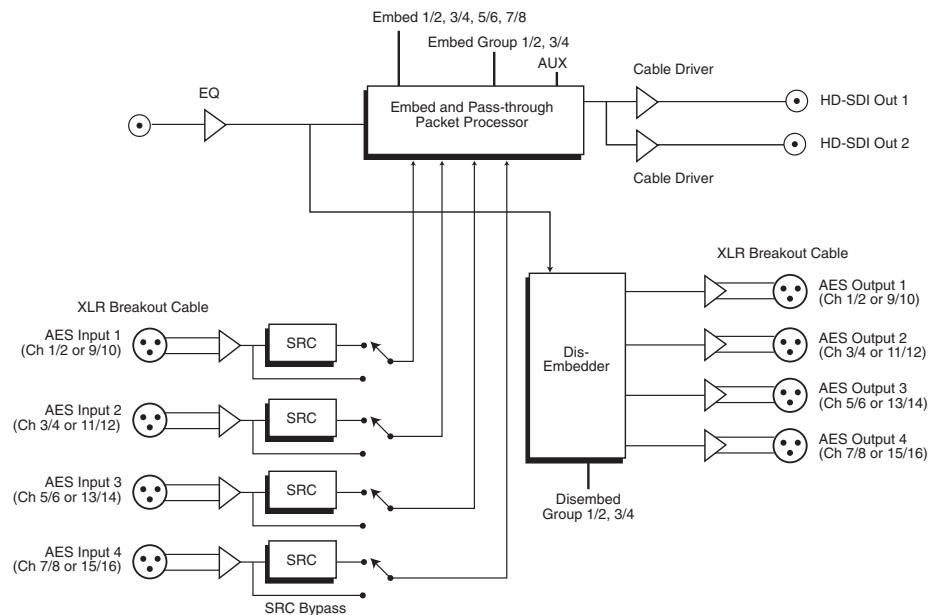 Embed 1/2, 3/4, 5/6, 7/8
Embed Group 1/2, 3/4
AUX
Cable Driver
EQ
Embed and Pass-through
Packet Processor
HD-SDI Out 1
HD-SDI Out 2
Cable Driver
XLR Breakout Cable
AES Output 1
(Ch 1/2 or 9/10)
XLR Breakout Cable
AES Input 1
(Ch 1/2 or 9/10)
SRC
Dis-
Embedder
AES Output 2
(Ch 3/4 or 11/12)
AES Output 3
(Ch 5/6 or 13/14)
AES Input 2
(Ch 3/4 or 11/12)
SRC
AES Output 4
(Ch 7/8 or 15/16)
AES Input 3
(Ch 5/6 or 13/14)
SRC
Disembed
Group 1/2, 3/4
AES Input 4
(Ch 7/8 or 15/16)
SRC
SRC Bypass